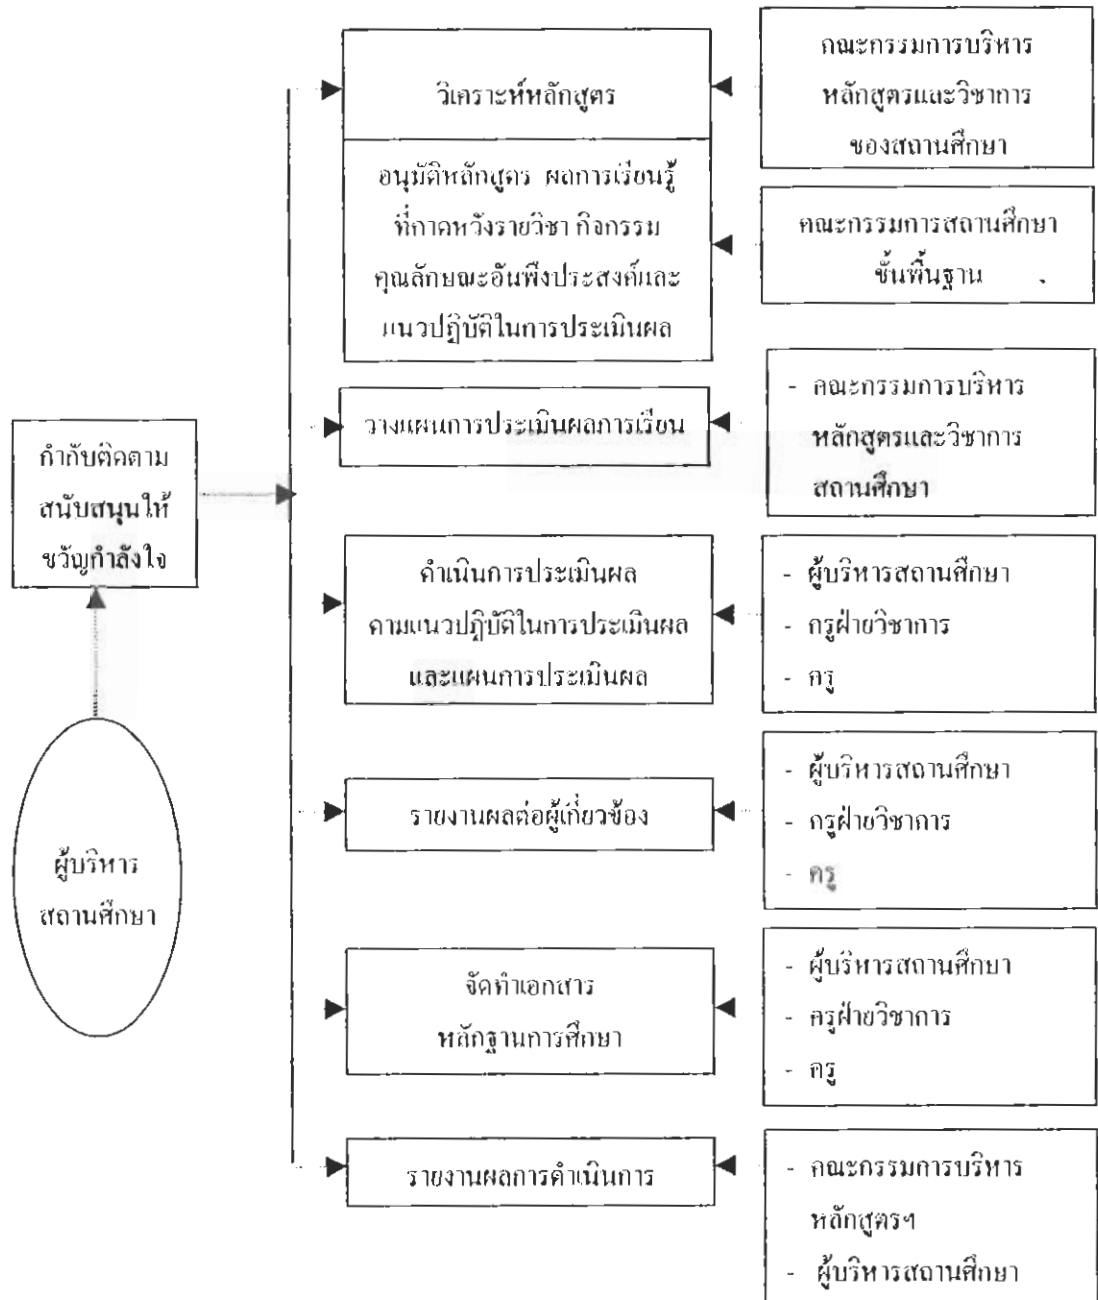 วิเคราะห์หลักสูตร
คณะกรรมการบริหาร
หลักสูตรและวิชาการ
ของสถานศึกษา
อนุมัติหลักสูตร ผลการเรียนรู้
ที่คาดหวังรายวิชา กิจกรรม
คุณลักษณะอันพึงประสงค์และ
แนวปฏิบัติในการประเมินผล
คณะกรรมการสถานศึกษา
ขั้นพื้นฐาน
กำกับติดตาม
สนับสนุนให้
ขวัญกำลังใจ
วางแผนการประเมินผลการเรียน
- คณะกรรมการบริหาร
หลักสูตรและวิชาการ
สถานศึกษา
ดำเนินการประเมินผล
ตามแนวปฏิบัติในการประเมินผล
และแผนการประเมินผล
- ผู้บริหารสถานศึกษา
- ครูฝ่ายวิชาการ
- ครู
ผู้บริหาร
สถานศึกษา
รายงานผลต่อผู้เกี่ยวข้อง
- ผู้บริหารสถานศึกษา
- ครูฝ่ายวิชาการ
- ครู
จัดทำเอกสาร
หลักฐานการศึกษา
- ผู้บริหารสถานศึกษา
- ครูฝ่ายวิชาการ
- ครู
รายงานผลการดำเนินการ
- คณะกรรมการบริหาร
หลักสูตรฯ
- ผู้บริหารสถานศึกษา